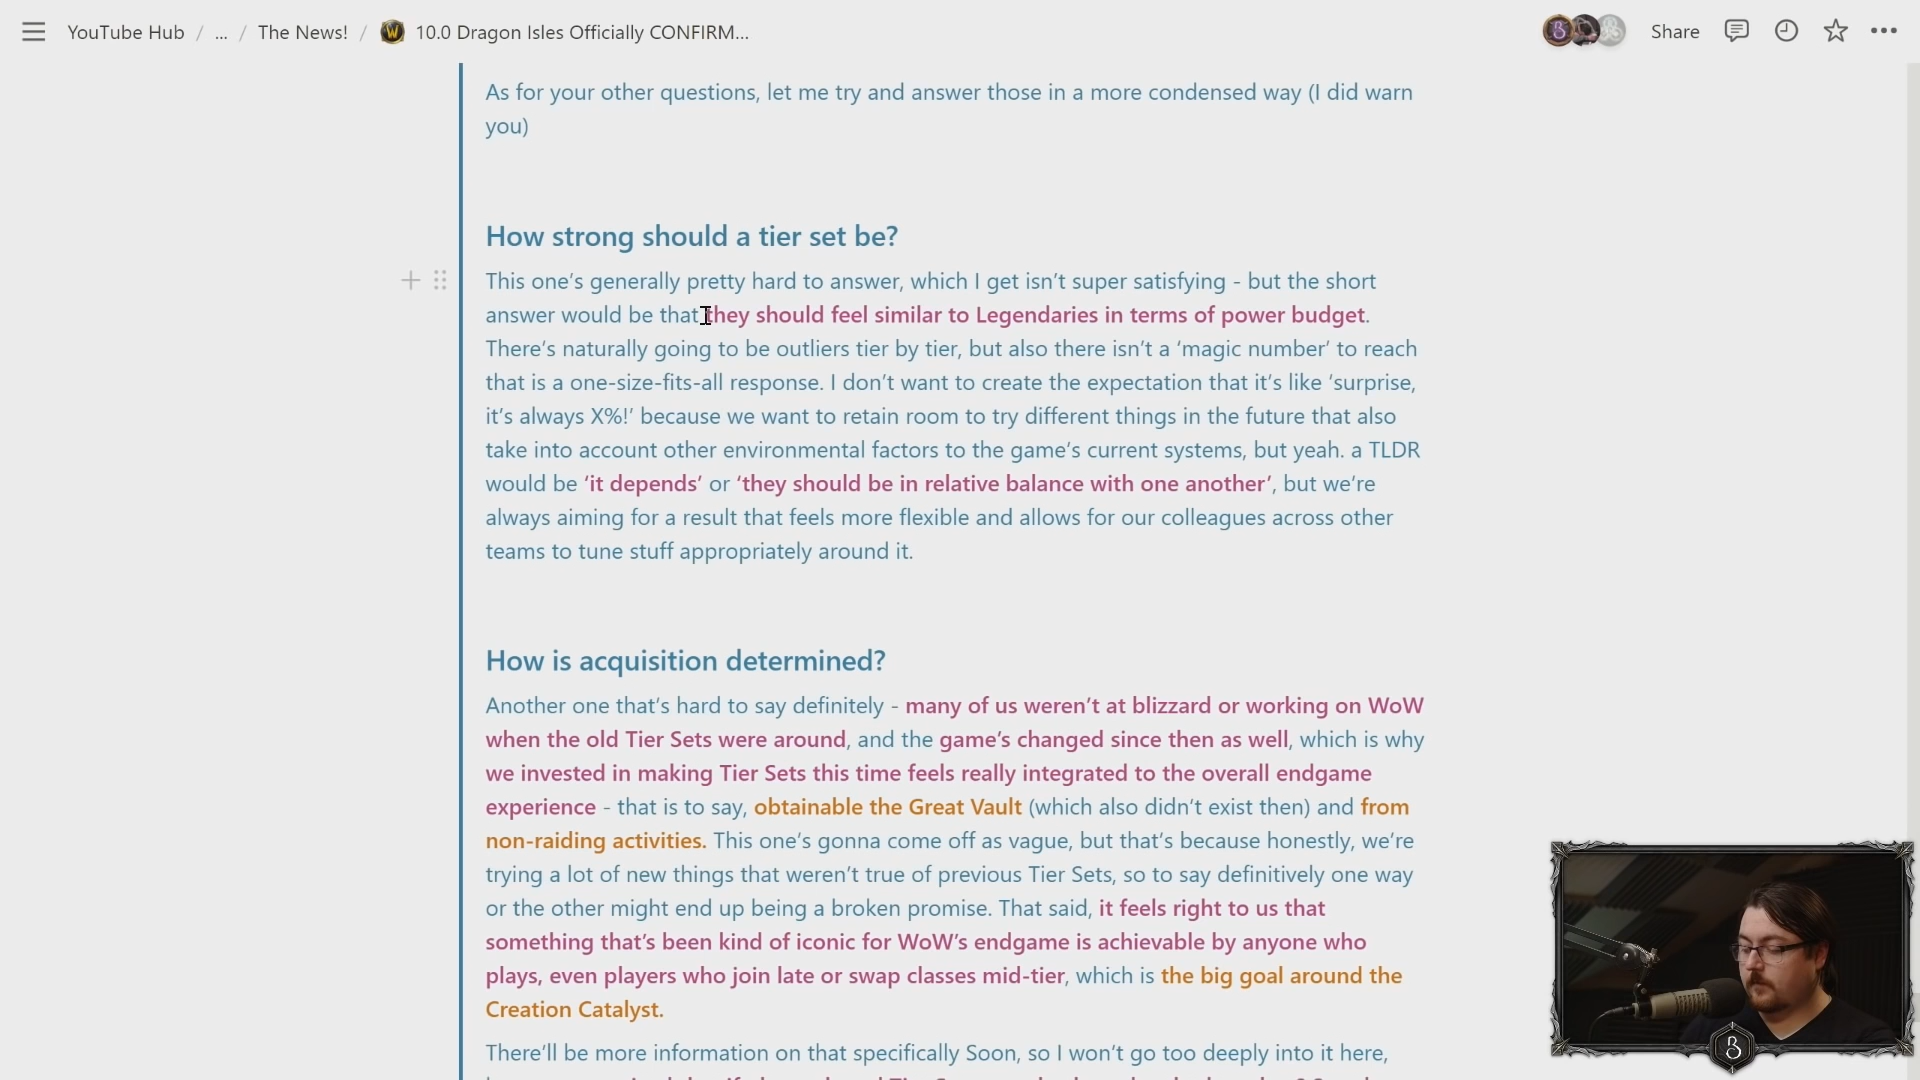 YouTube Hub / ... / The News! / 10.0 Dragon Isles Officially CONFIRM...
Share
As for your other questions, let me try and answer those in a more condensed way (I did warn
you)
How strong should a tier set be?
This one's generally pretty hard to answer, which I get isn't super satisfying - but the short
answer would be that they should feel similar to Legendaries in terms of power budget.
There's naturally going to be outliers tier by tier, but also there isn't a 'magic number' to reach
that is a one-size-fits-all response. I don't want to create the expectation that it's like 'surprise,
it's always X%!' because we want to retain room to try different things in the future that also
take into account other environmental factors to the game's current systems, but yeah. a TLDR
would be 'it depends' or 'they should be in relative balance with one another', but we're
always aiming for a result that feels more flexible and allows for our colleagues across other
teams to tune stuff appropriately around it.
How is acquisition determined?
Another one that's hard to say definitely - many of us weren't at blizzard or working on WoW
when the old Tier Sets were around, and the game's changed since then as well, which is why
we invested in making Tier Sets this time feels really integrated to the overall endgame
experience - that is to say, obtainable the Great Vault (which also didn't exist then) and from
non-raiding activities. This one's gonna come off as vague, but that's because honestly, we're
trying a lot of new things that weren't true of previous Tier Sets, so to say definitively one way
or the other might end up being a broken promise. That said, it feels right to us that
something that's been kind of iconic for WoW's endgame is achievable by anyone who
plays, even players who join late or swap classes mid-tier, which is the big goal around the
Creation Catalyst.
There'll be more information on that specifically Soon, so I won't go too deeply into it here,